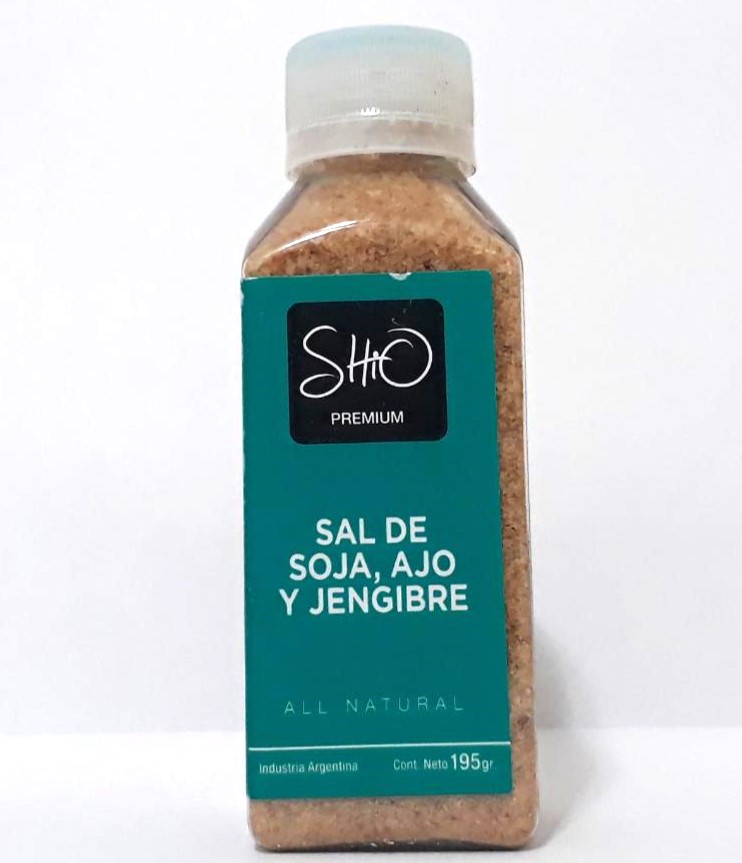 SHiO
PREMIUM
SAL DE
SOJA, AJO
Y JENGIBRE
ALL NATURAL
Industria Argentina Cont. Neto 195gr